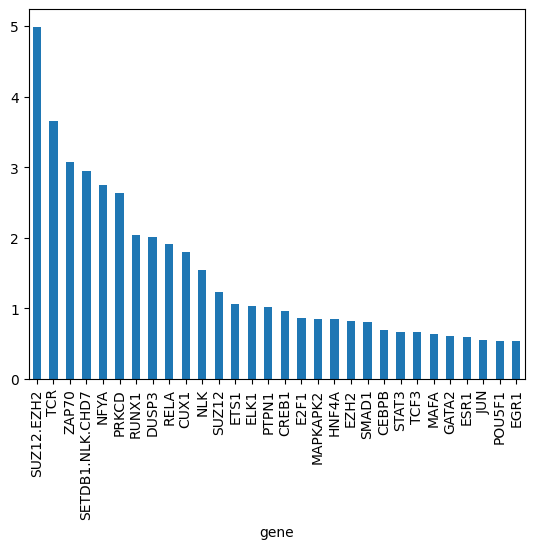 5
4
3
2
1
0
SUZ12.EZH2
TCR
ZAP70
SETDB1.NLK.CHD7
NFYA
PRKCD
RUNX1
DUSP3
RELA
CUX1
NLK
SUZ12
ETS1
ELK1
PTPN1
CREB1
E2F1
MAPKAPK2
HNF4A
EZH2
SMAD1
CEBPB
STAT3
TCF3
MAFA
GATA2
ESR1
JUN
POU5F1
EGR1
gene